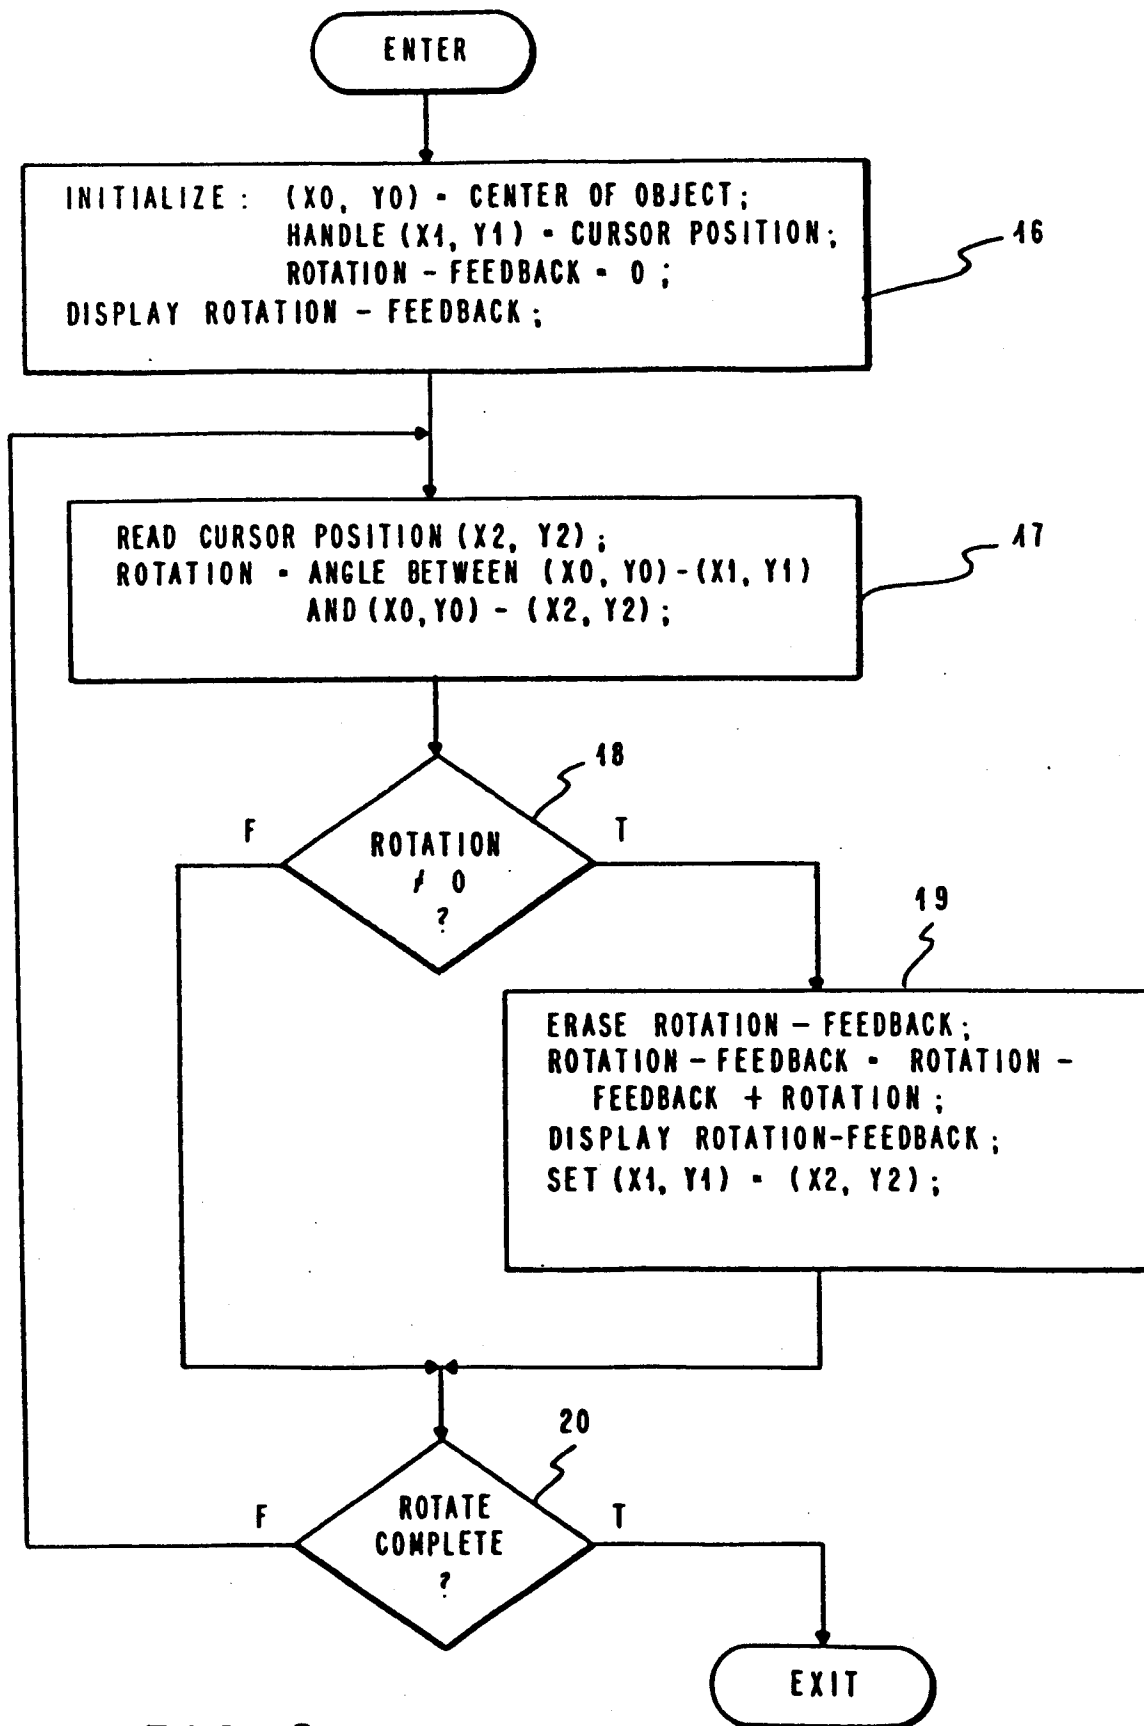 ENTER
INITIALIZE: (X0, Y0) = CENTER OF OBJECT;
HANDLE (X1, Y1) = CURSOR POSITION;
ROTATION - FEEDBACK = 0;
DISPLAY ROTATION - FEEDBACK;
16
READ CURSOR POSITION (X2, Y2);
ROTATION = ANGLE BETWEEN (X0, Y0) - (X1, Y1)
AND (X0, Y0) - (X2, Y2);
17
18
F
T
ROTATION
≠ 0
?
19
ERASE ROTATION - FEEDBACK;
ROTATION - FEEDBACK = ROTATION -
FEEDBACK + ROTATION;
DISPLAY ROTATION-FEEDBACK;
SET (X1, Y1) = (X2, Y2);
20
F
T
ROTATE
COMPLETE
?
EXIT